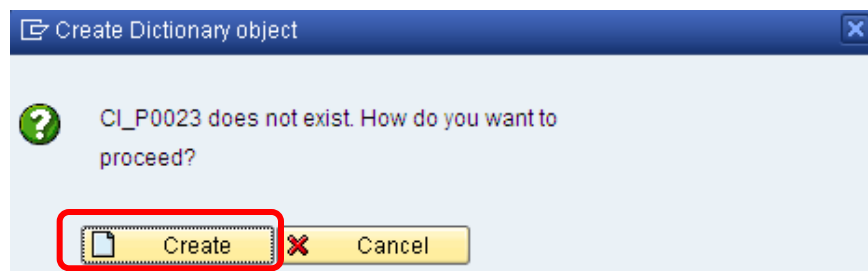 Create Dictionary object
CI_P0023 does not exist. How do you want to
proceed?
Create Cancel